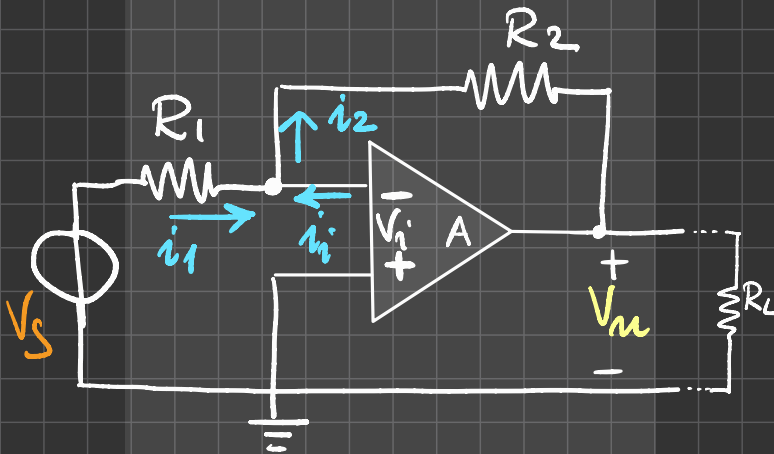 R2
R1
i2
i1
ii
−
Vi
+
A
VS
+
Vu
−
RL